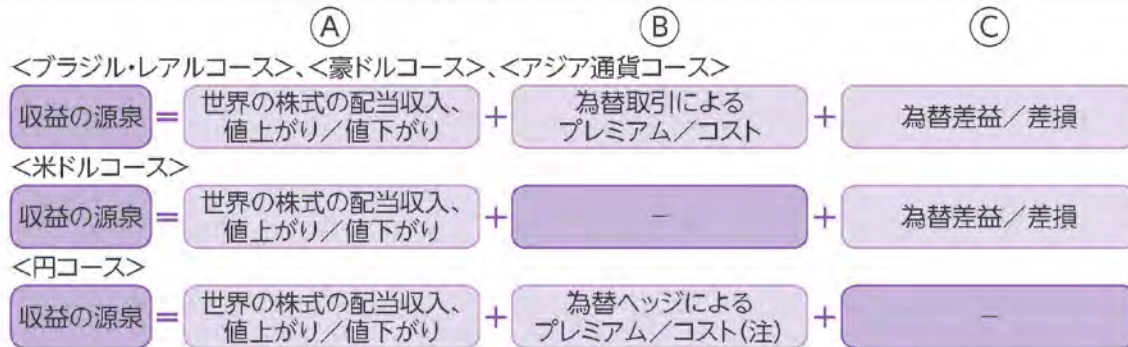 Ⓐ Ⓑ Ⓒ
<ブラジル・レアルコース>、<豪ドルコース>、<アジア通貨コース>
収益の源泉 = 世界の株式の配当収入、 + 為替取引による + 為替差益/差損
値上がり/値下がり プレミアム/コスト
<米ドルコース>
収益の源泉 = 世界の株式の配当収入、 + − + 為替差益/差損
値上がり/値下がり
<円コース>
収益の源泉 = 世界の株式の配当収入、 + 為替ヘッジによる + −
値上がり/値下がり プレミアム/コスト(注)